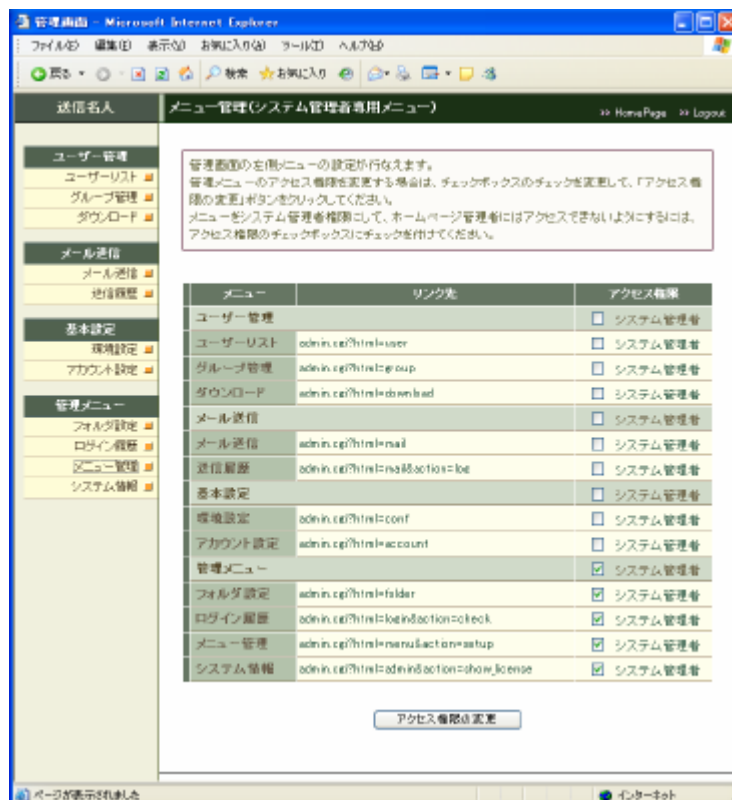 管理画面 - Microsoft Internet Explorer
ファイル(F) 編集(E) 表示(V) お気に入り(A) ツール(T) ヘルプ(H)
戻る 検索 お気に入り
送信名人 メニュー管理(システム管理者専用メニュー) >> HomePage >> Logout
ユーザー管理
ユーザーリスト
グループ管理
ダウンロード
メール送信
メール送信
送信履歴
基本設定
環境設定
アカウント設定
管理メニュー
フォルダ設定
ログイン履歴
メニュー管理
システム情報
管理画面の左側メニューの設定が行なえます。
管理メニューのアクセス権限を変更する場合は、チェックボックスのチェックを変更して、「アクセス権
限の変更」ボタンをクリックしてください。
メニューをシステム管理者権限にして、ホームページ管理者にはアクセスできないようにするには、
アクセス権限のチェックボックスにチェックを付けてください。
メニュー リンク先 アクセス権限
ユーザー管理 システム管理者
ユーザーリスト admin.cgi?html=user システム管理者
グループ管理 admin.cgi?html=group システム管理者
ダウンロード admin.cgi?html=download システム管理者
メール送信 システム管理者
メール送信 admin.cgi?html=mail システム管理者
送信履歴 admin.cgi?html=mail&action=log システム管理者
基本設定 システム管理者
環境設定 admin.cgi?html=conf システム管理者
アカウント設定 admin.cgi?html=account システム管理者
管理メニュー システム管理者
フォルダ設定 admin.cgi?html=folder システム管理者
ログイン履歴 admin.cgi?html=login&action=check システム管理者
メニュー管理 admin.cgi?html=menu&action=setup システム管理者
システム情報 admin.cgi?html=admin&action=show_license システム管理者
アクセス権限の変更
ページが表示されました インターネット